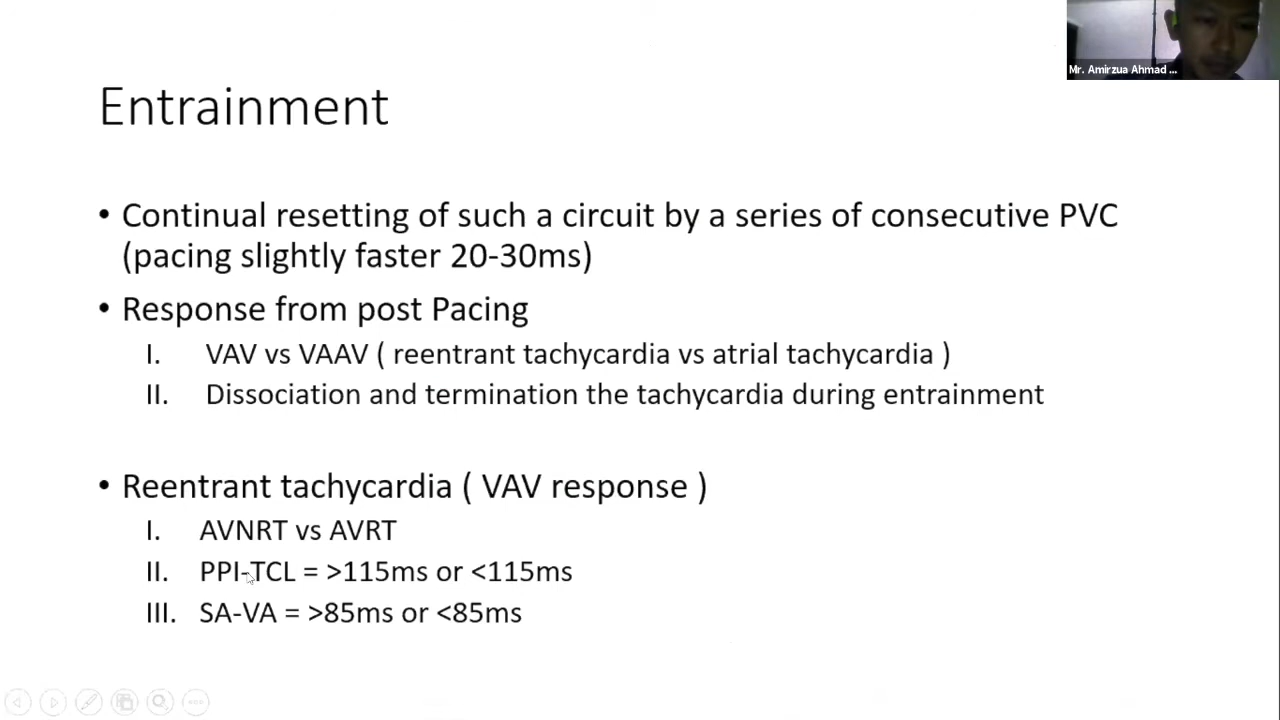 Mr. Amirzua Ahmad ...
Entrainment
• Continual resetting of such a circuit by a series of consecutive PVC
(pacing slightly faster 20-30ms)
• Response from post Pacing
I. VAV vs VAAV ( reentrant tachycardia vs atrial tachycardia )
II. Dissociation and termination the tachycardia during entrainment
• Reentrant tachycardia ( VAV response )
I. AVNRT vs AVRT
II. PPI-TCL = >115ms or <115ms
III. SA-VA = >85ms or <85ms